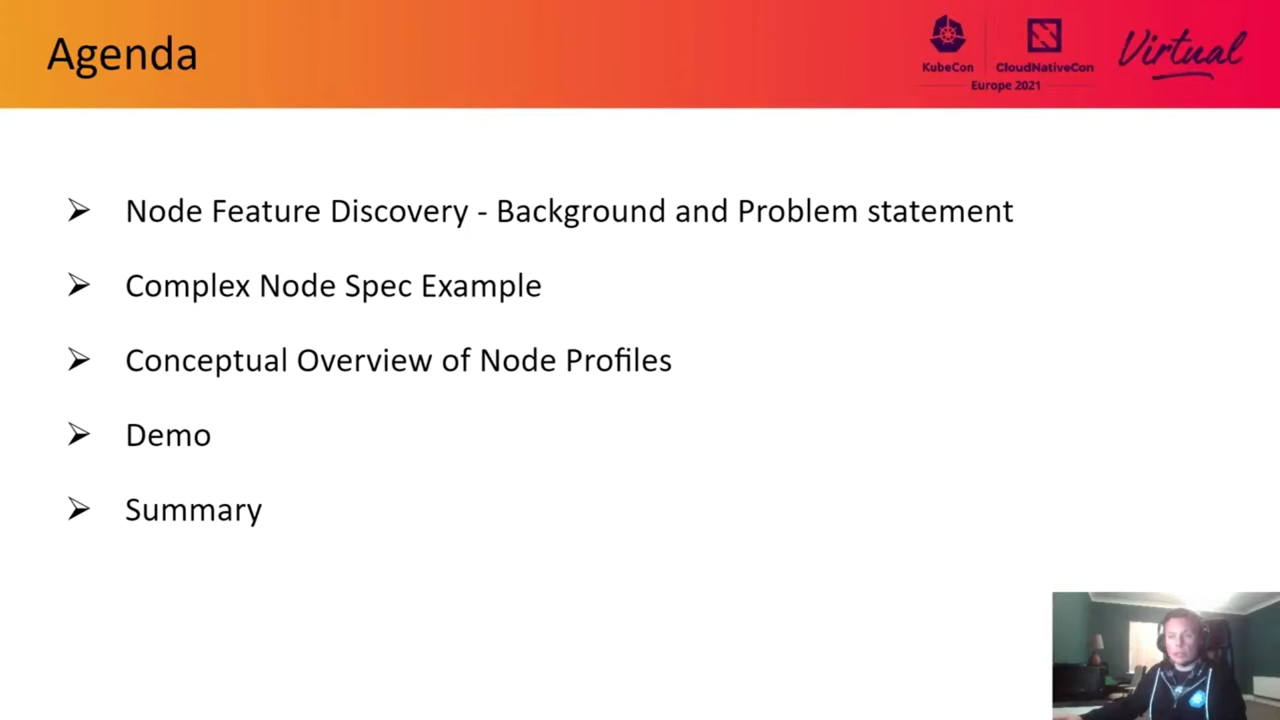 Agenda
KubeCon
CloudNativeCon
Europe 2021
Virtual
Node Feature Discovery - Background and Problem statement
Complex Node Spec Example
Conceptual Overview of Node Profiles
Demo
Summary